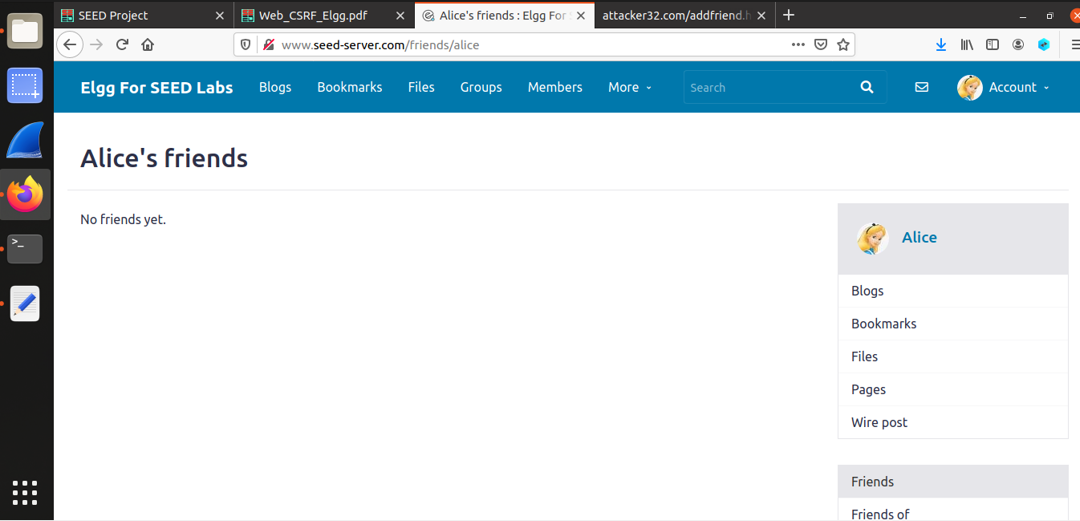 SEED Project
Web_CSRF_Elgg.pdf
Alice's friends : Elgg For
attacker32.com/addfriend.h
www.seed-server.com/friends/alice
Elgg For SEED Labs
Blogs
Bookmarks
Files
Groups
Members
More
Search
Account
Alice's friends
No friends yet.
Alice
Blogs
Bookmarks
Files
Pages
Wire post
Friends
Friends of